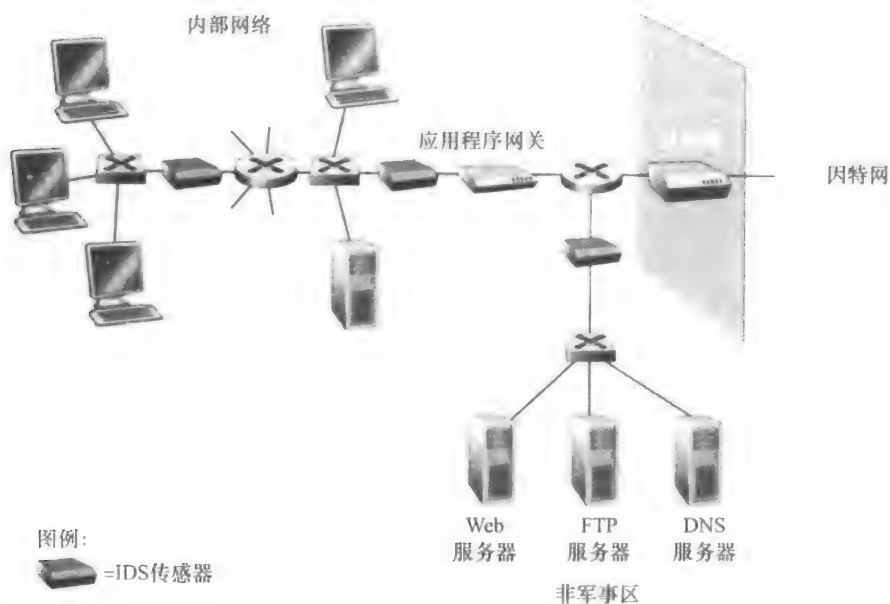 内部网络
应用程序网关
因特网
Web
服务器
FTP
服务器
DNS
服务器
图例:
=IDS传感器
非军事区